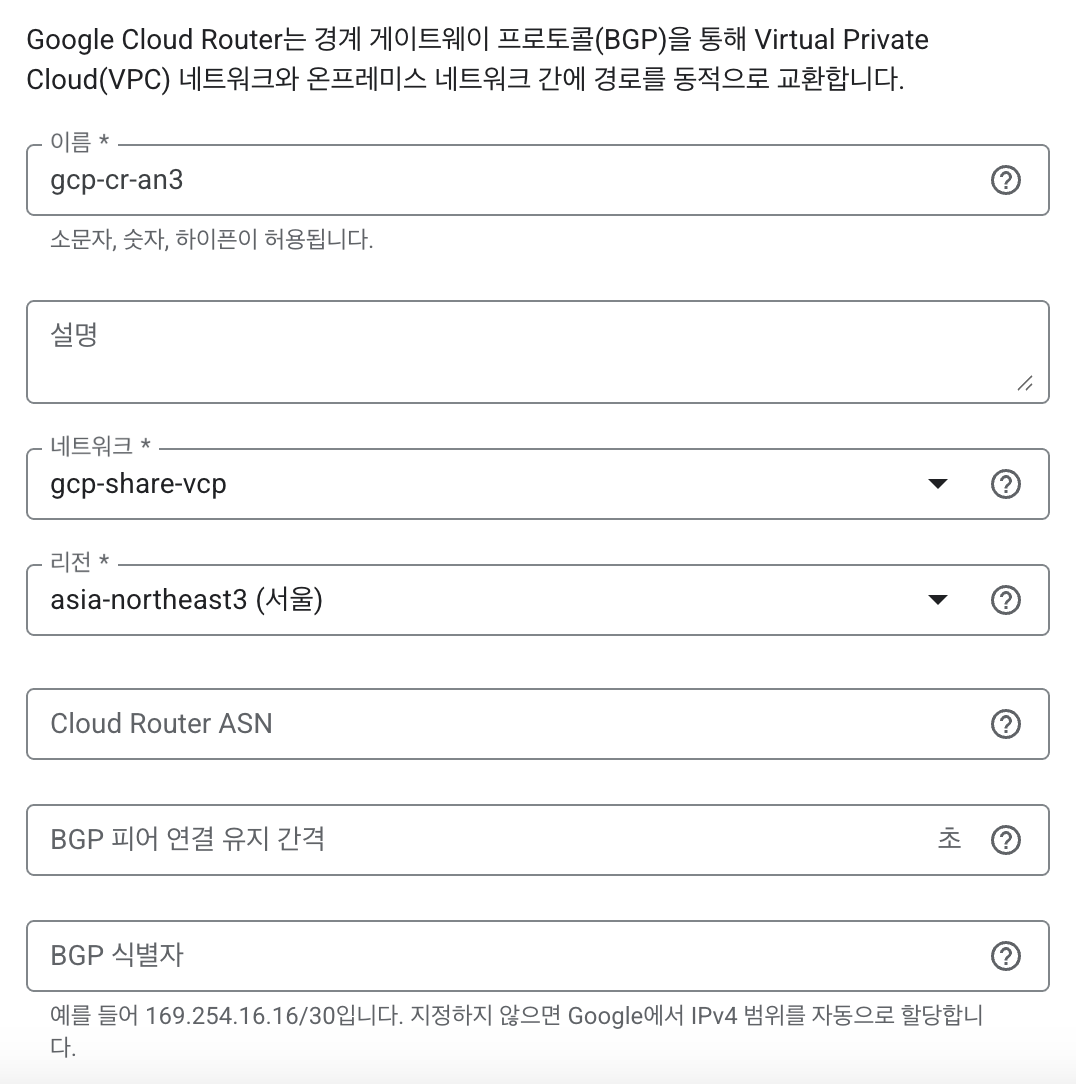 Google Cloud Router는 경계 게이트웨이 프로토콜(BGP)을 통해 Virtual Private
Cloud(VPC) 네트워크와 온프레미스 네트워크 간에 경로를 동적으로 교환합니다.
이름 *
gcp-cr-an3
소문자, 숫자, 하이픈이 허용됩니다.
설명
네트워크 *
gcp-share-vcp
리전 *
asia-northeast3 (서울)
Cloud Router ASN
BGP 피어 연결 유지 간격 초
BGP 식별자
예를 들어 169.254.16.16/30입니다. 지정하지 않으면 Google에서 IPv4 범위를 자동으로 할당합니
다.